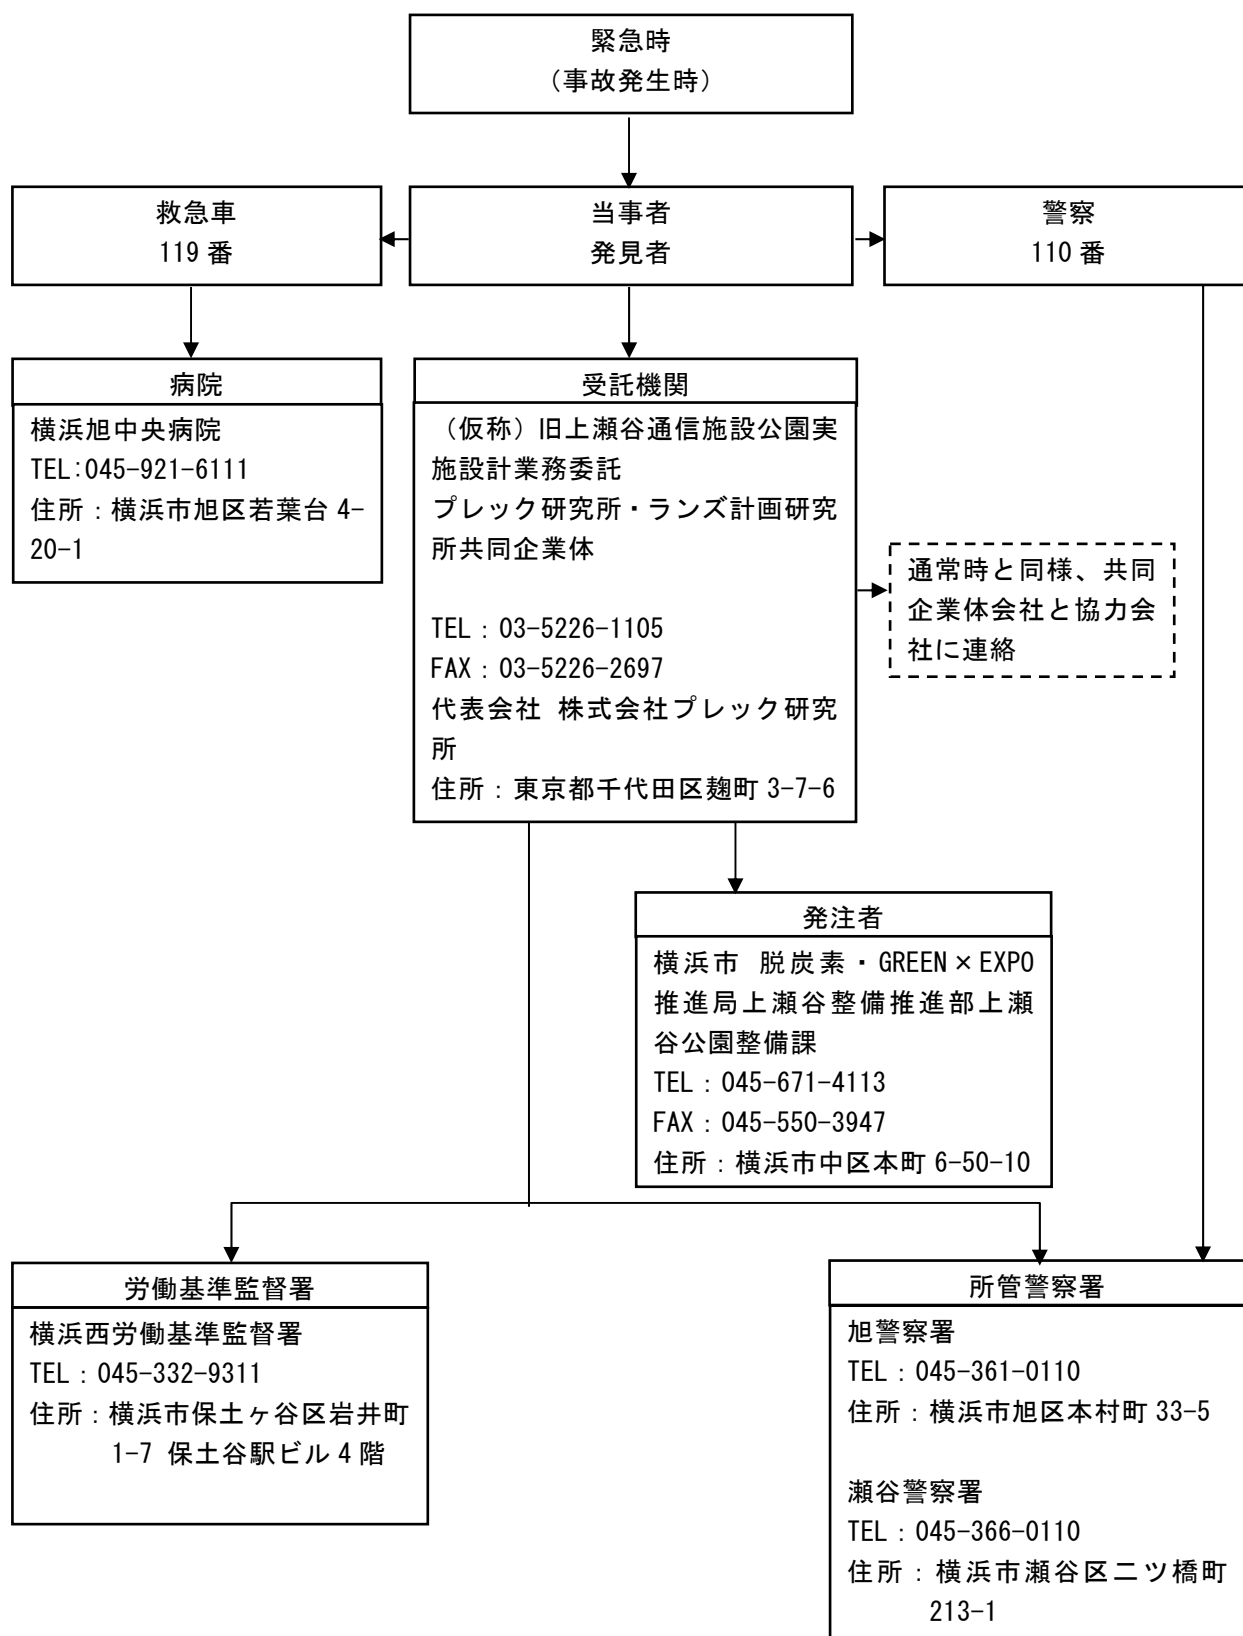 緊急時
（事故発生時）
救急車
119 番
当事者
発見者
警察
110 番
病院
横浜旭中央病院
TEL:045-921-6111
住所：横浜市旭区若葉台 4-
20-1
受託機関
（仮称）旧上瀬谷通信施設公園実
施設計業務委託
プレック研究所・ランズ計画研究
所共同企業体
TEL：03-5226-1105
FAX：03-5226-2697
代表会社 株式会社プレック研究
所
住所：東京都千代田区麹町 3-7-6
通常時と同様、共同
企業体会社と協力会
社に連絡
発注者
横浜市 脱炭素・GREEN×EXPO
推進局上瀬谷整備推進部上瀬
谷公園整備課
TEL：045-671-4113
FAX：045-550-3947
住所：横浜市中区本町 6-50-10
労働基準監督署
横浜西労働基準監督署
TEL：045-332-9311
住所：横浜市保土ヶ谷区岩井町
1-7 保土谷駅ビル 4 階
所管警察署
旭警察署
TEL：045-361-0110
住所：横浜市旭区本村町 33-5
瀬谷警察署
TEL：045-366-0110
住所：横浜市瀬谷区二ツ橋町
213-1